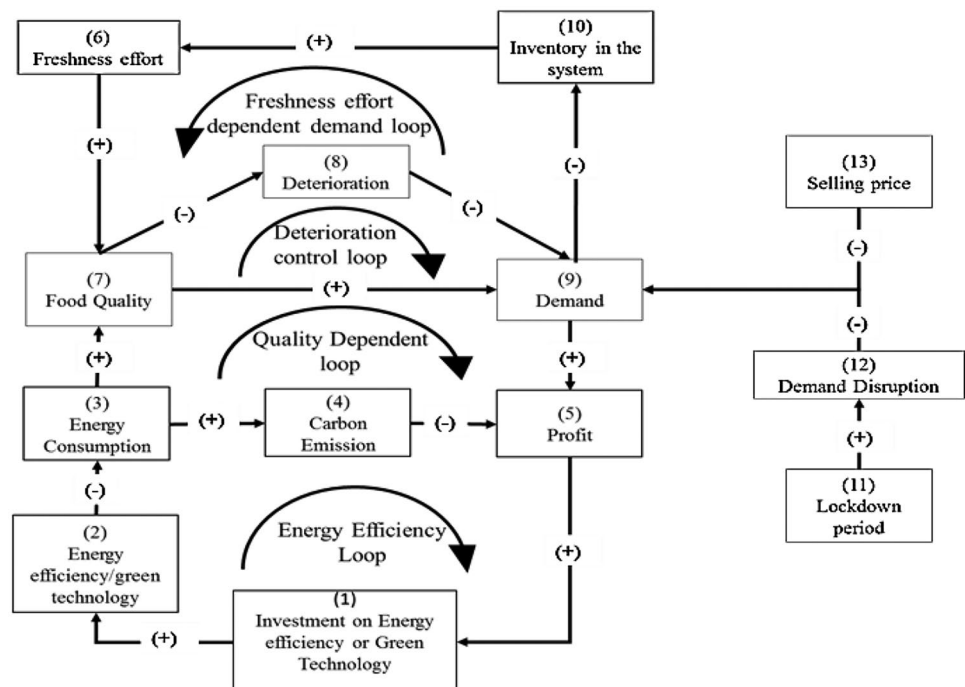 (6)
Freshness effort
(+)
(10)
Inventory in the
system
Freshness effort
dependent demand loop
(+)
(8)
Deterioration
(-)
(13)
Selling price
(-)
(-)
Deterioration
control loop
(-)
(7)
Food Quality
(+)
(9)
Demand
(-)
Quality Dependent
loop
(+)
(+)
(12)
Demand Disruption
(3)
Energy
Consumption
(+)
(4)
Carbon
Emission
(-)
(5)
Profit
(+)
(11)
Lockdown
period
(-)
(2)
Energy
efficiency/green
technology
Energy Efficiency
Loop
(+)
(1)
Investment on Energy
efficiency or Green
Technology
(+)